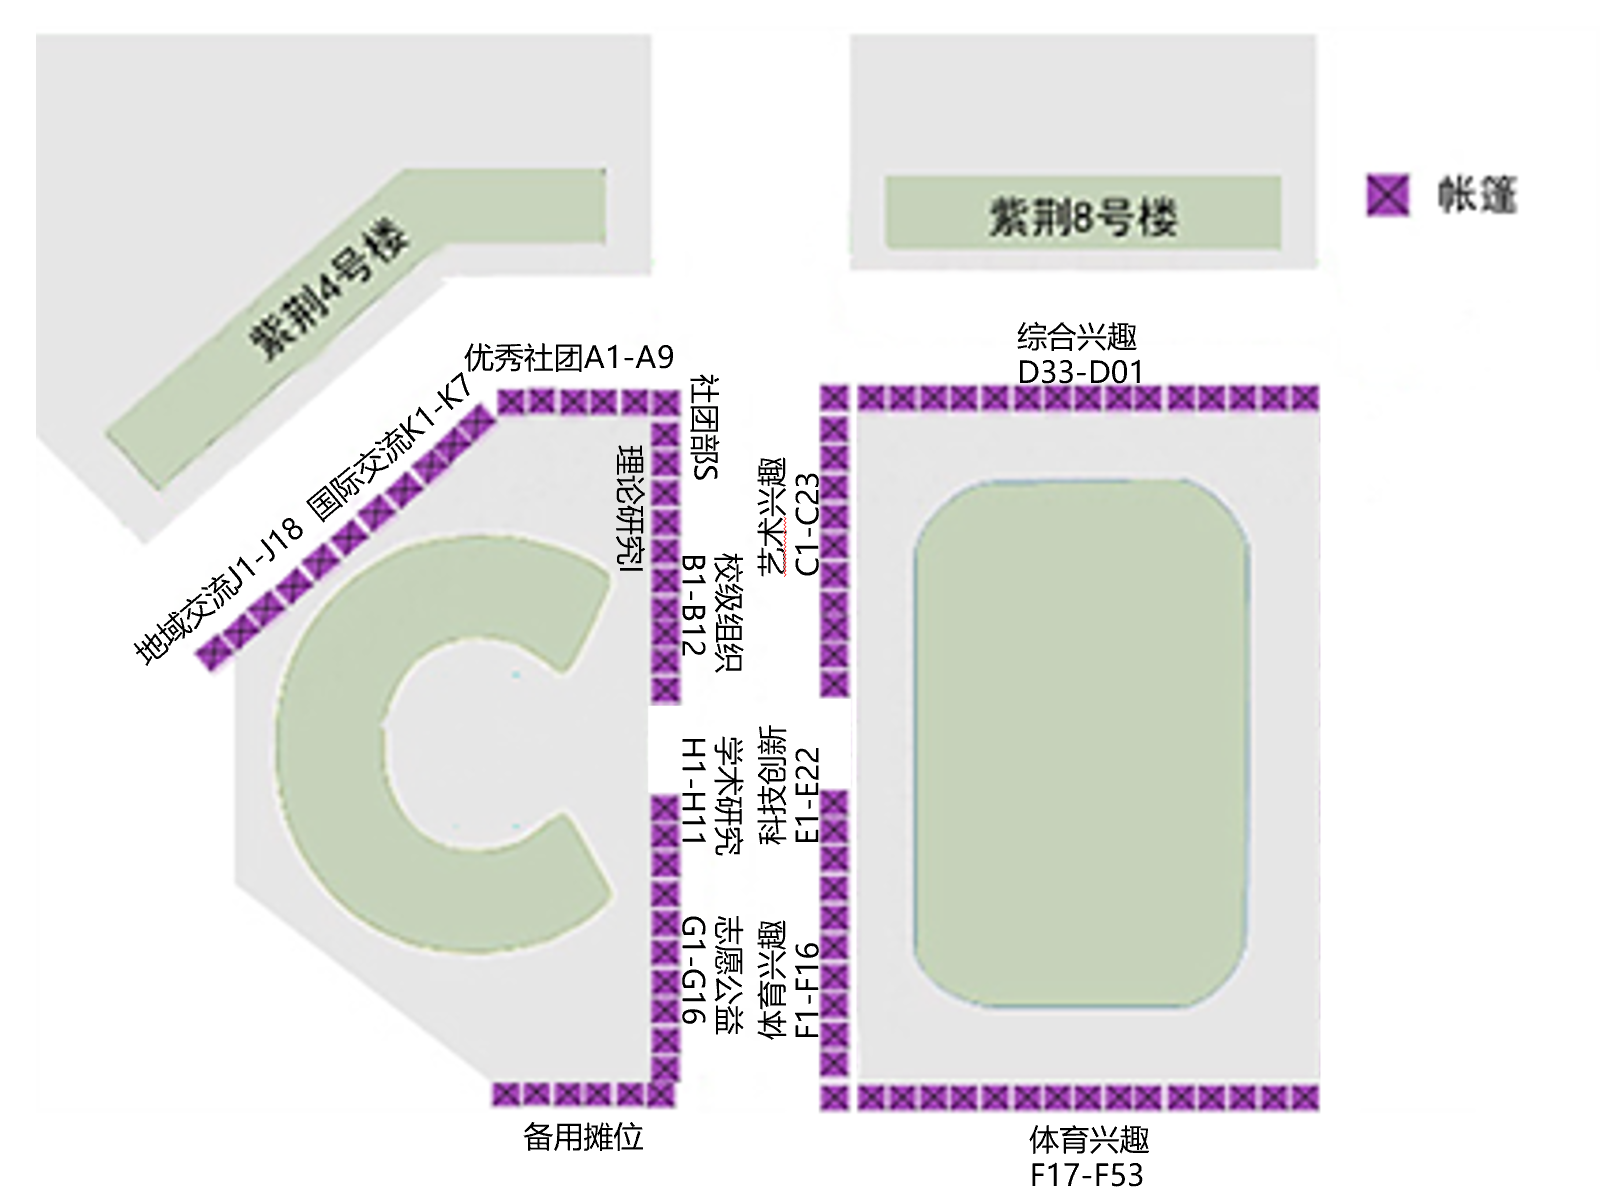 紫荆4号楼
紫荆8号楼
帐篷
优秀社团A1-A9
综合兴趣
D33-D01
地域交流J1-J18
国际交流K1-K7
社团部S
理论研究I
校级组织
B1-B12
艺术兴趣
C1-C23
学术研究
H1-H11
科技创新
E1-E22
志愿公益
G1-G16
体育兴趣
F1-F16
备用摊位
体育兴趣
F17-F53